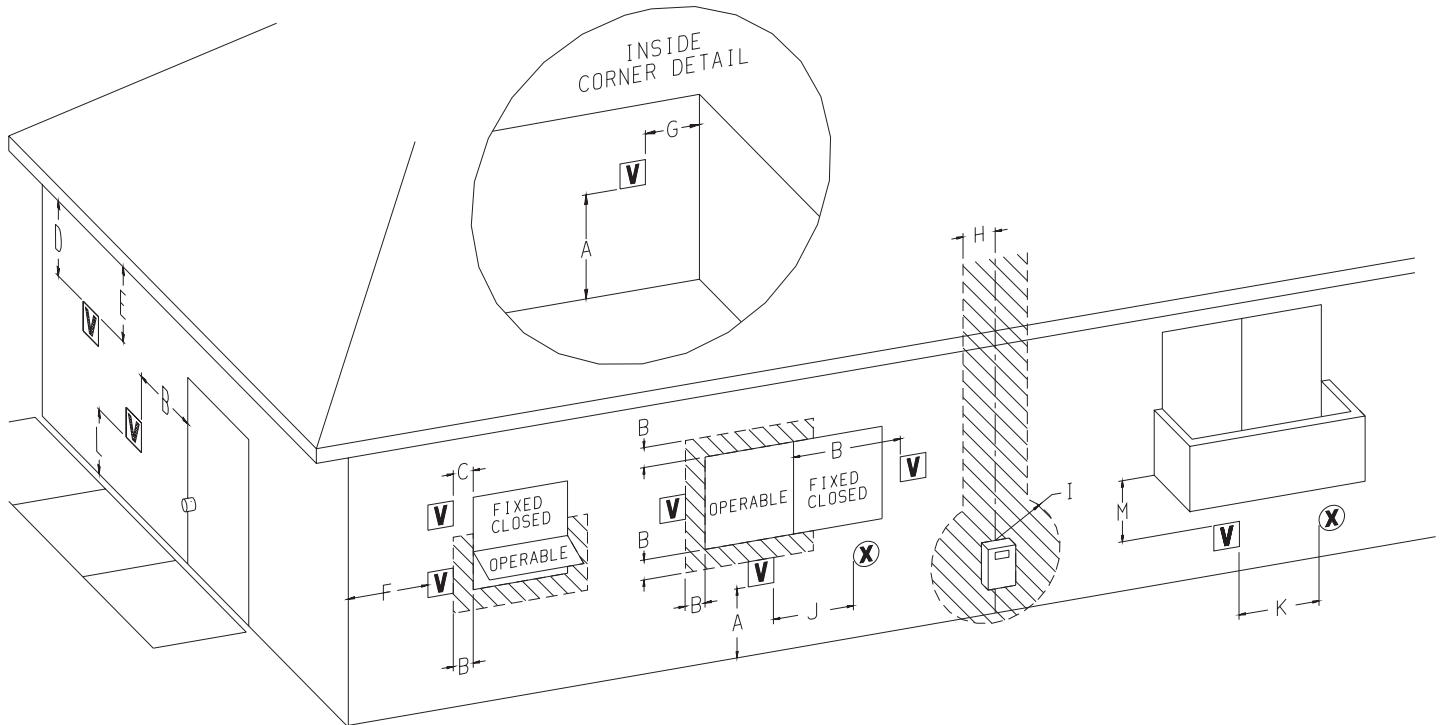 INSIDE
CORNER DETAIL
G
V
A
D
E
V
B
V
L
H
C
V
FIXED
CLOSED
OPERABLE
V
F
B
B
B
V
OPERABLE
FIXED
CLOSED
V
B
B
V
X
J
A
I
M
V
X
K